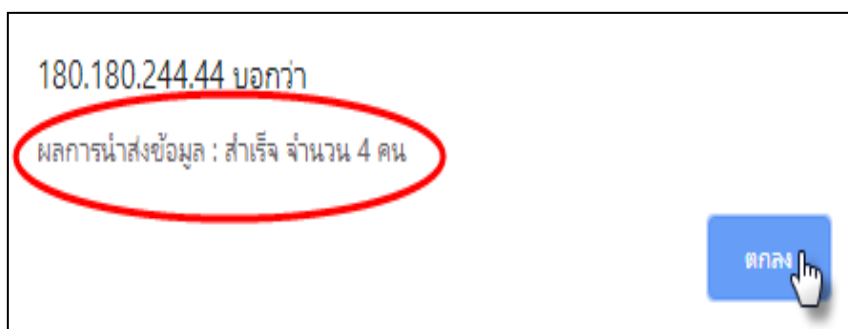 180.180.244.44 บอกว่า
ผลการนำส่งข้อมูล : สำเร็จ จำนวน 4 คน
ตกลง